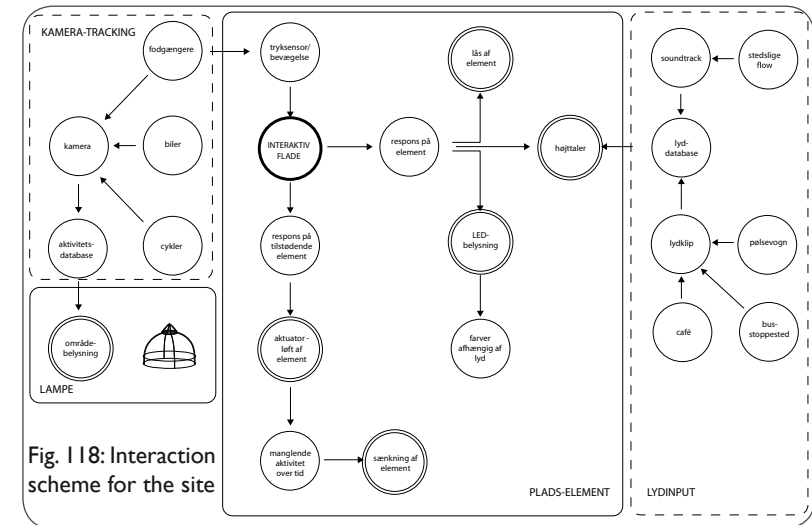 KAMERA-TRACKING
fodgængere
kamera
biler
aktivitets-
database
cykler
område-
belysning
LAMPE
Fig. 118: Interaction
scheme for the site
tryksensor/
bevægelse
INTERAKTIV
FLADE
respons på
element
lås af
element
højttaler
LED-
belysning
farver
afhængig af
lyd
respons på
tilstødende
element
aktuator -
løft af
element
manglende
aktivitet
over tid
sænkning af
element
PLADS-ELEMENT
soundtrack
stedslige
flow
lyd-
database
lydklip
pølsevogn
café
bus-
stoppested
LYDINPUT